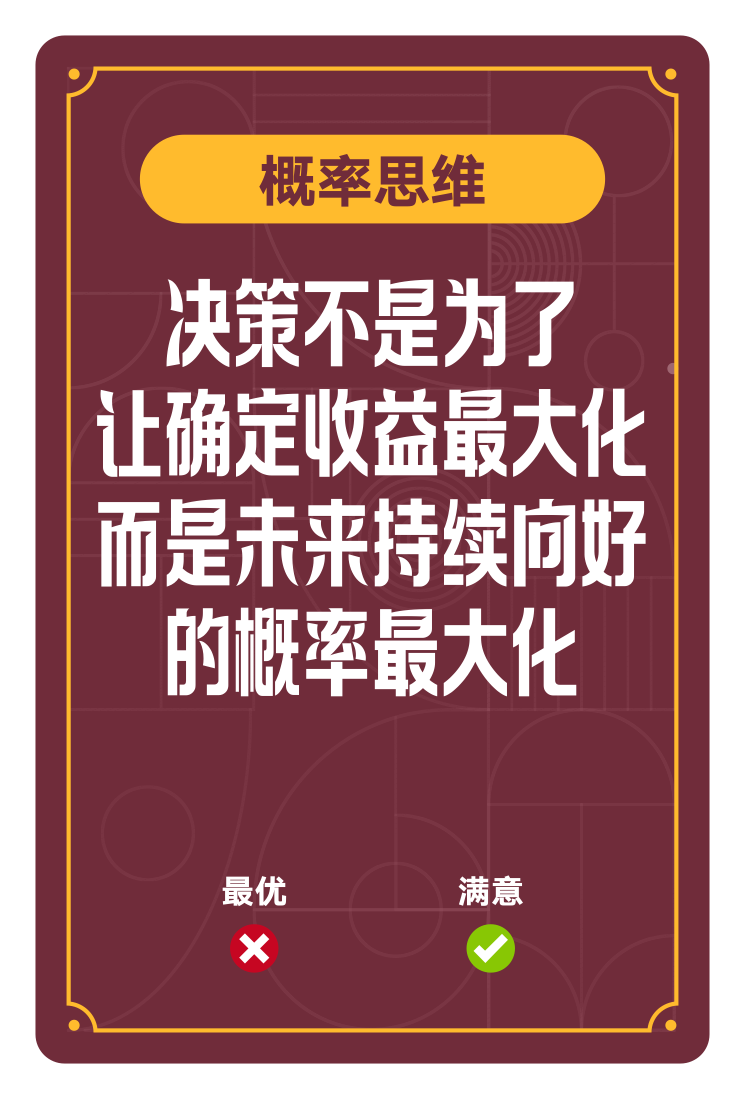 概率思维
决策不是为了
让确定收益最大化
而是未来持续向好
的概率最大化
最优
满意